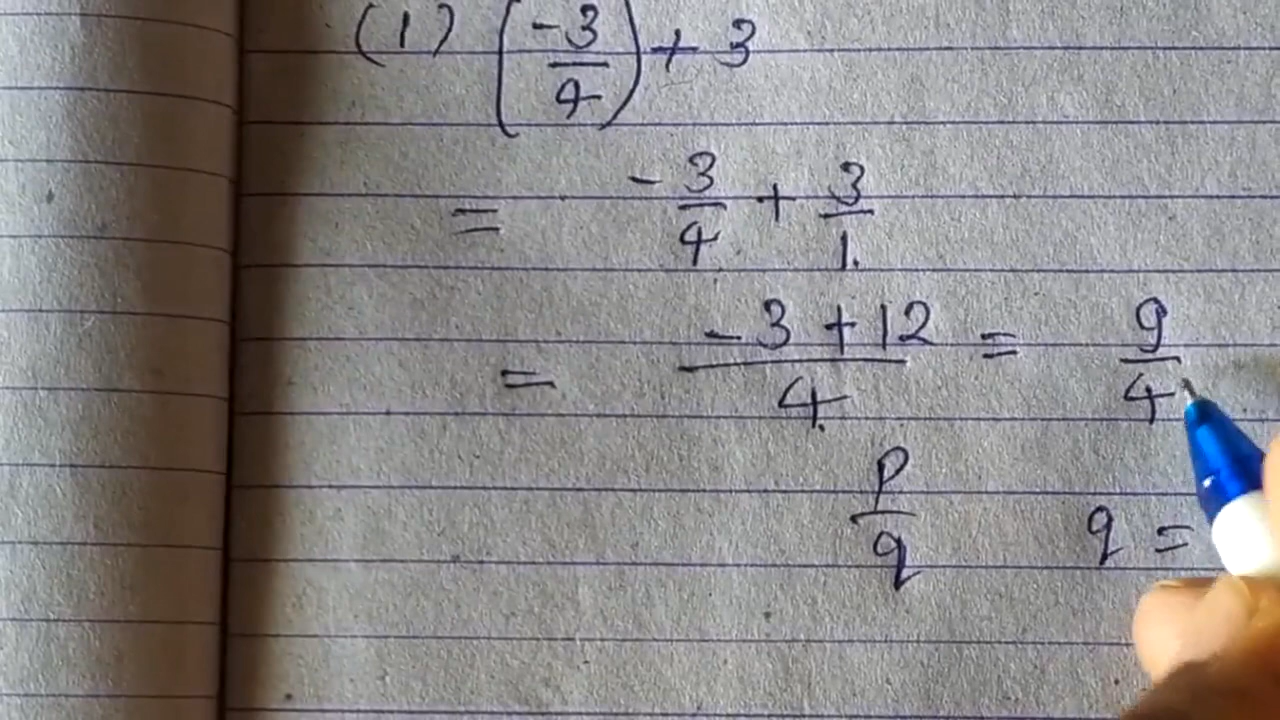 (1) (-3/4) + 3
= -3/4 + 3/1
= -3+12/4 = 9/4
p/q q =